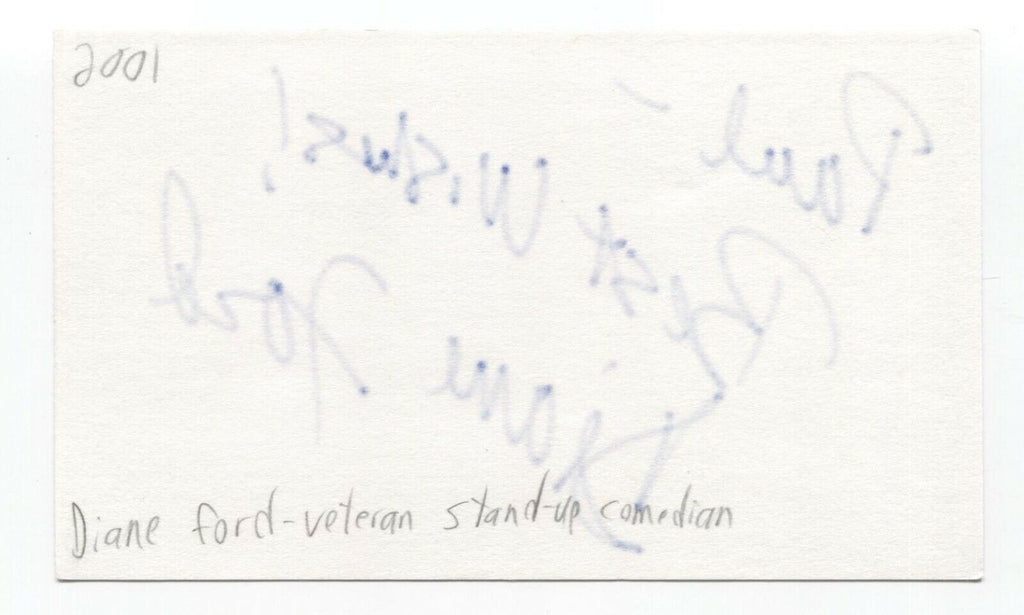 2001
Paul -
Best Wishes!
Diane Ford
Diane ford-veteran stand-up comedian